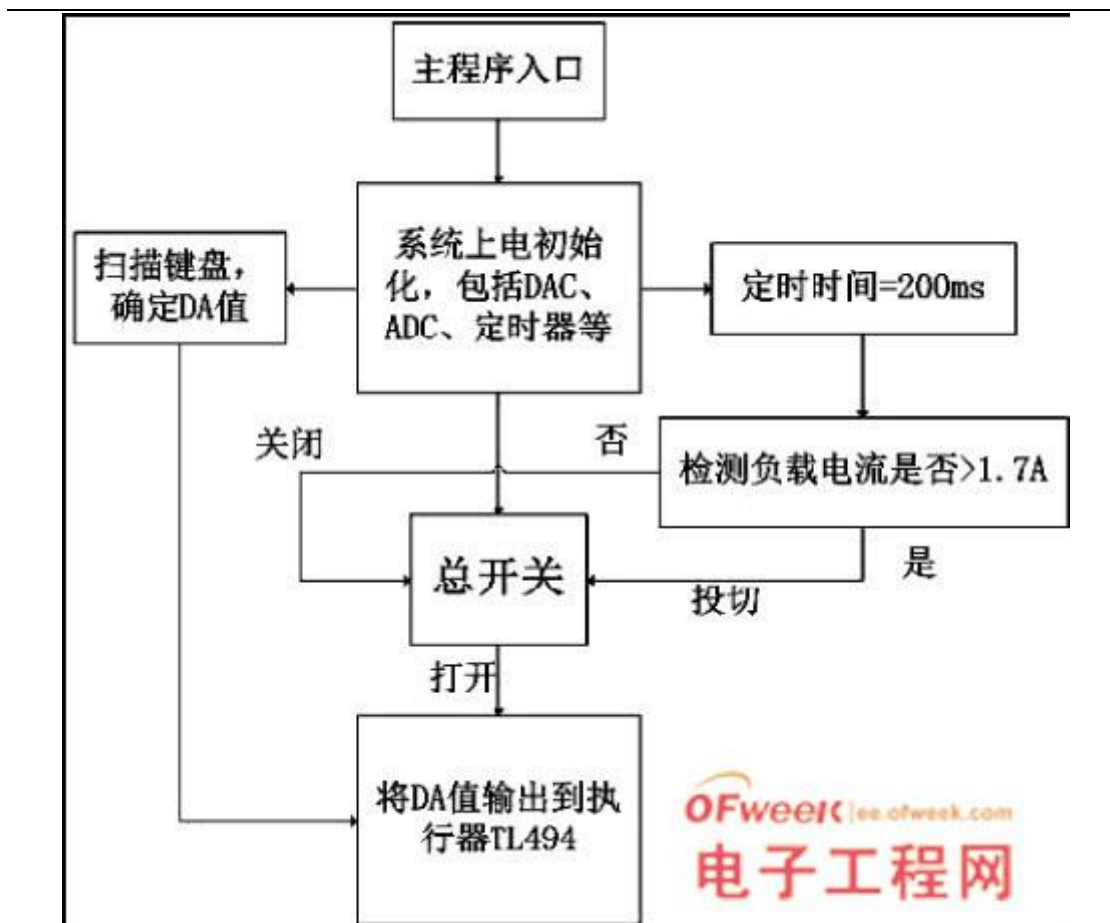 主程序入口
系统上电初始
化，包括DAC、
ADC、定时器等
扫描键盘，
确定DA值
定时时间=200ms
关闭
否
检测负载电流是否>1.7A
是
总开关
投切
打开
将DA值输出到执
行器TL494
OFweek|ee.ofweek.com
电子工程网